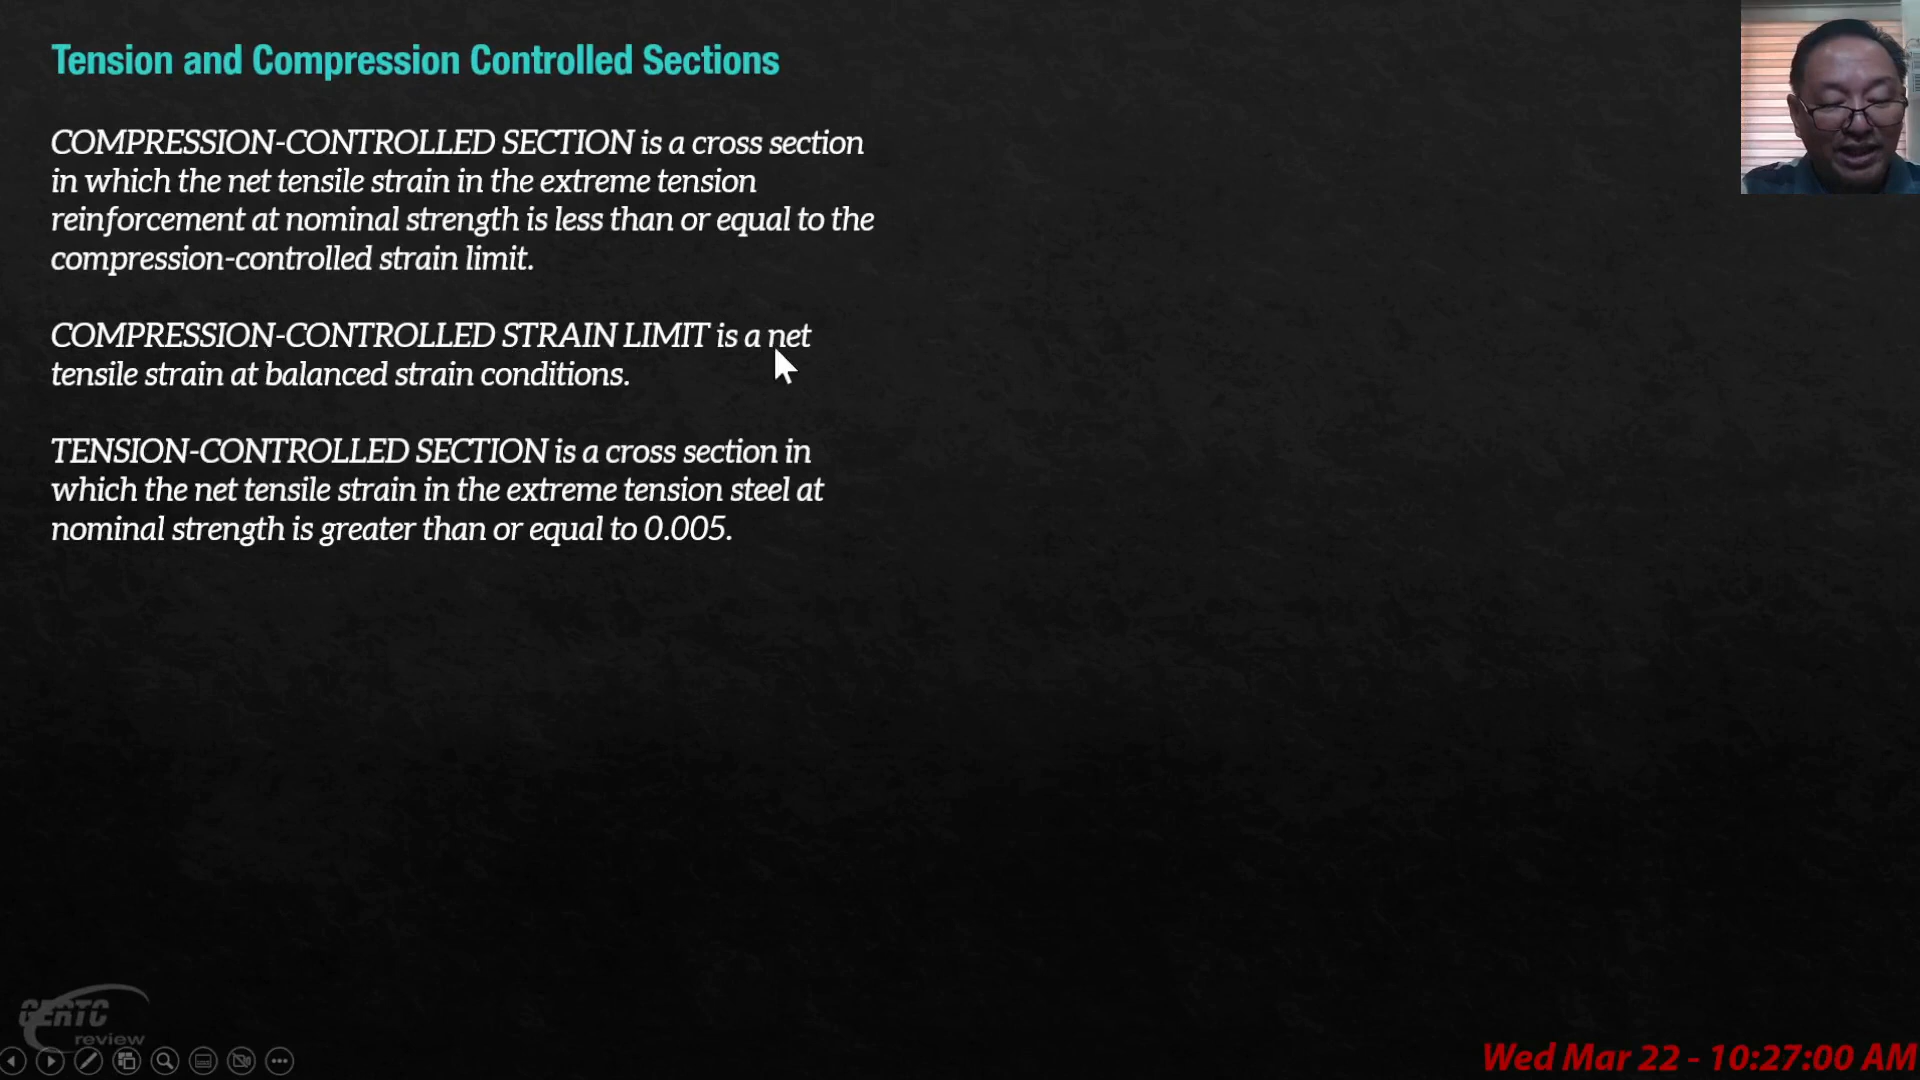 Tension and Compression Controlled Sections
COMPRESSION-CONTROLLED SECTION is a cross section
in which the net tensile strain in the extreme tension
reinforcement at nominal strength is less than or equal to the
compression-controlled strain limit.
COMPRESSION-CONTROLLED STRAIN LIMIT is a net
tensile strain at balanced strain conditions.
TENSION-CONTROLLED SECTION is a cross section in
which the net tensile strain in the extreme tension steel at
nominal strength is greater than or equal to 0.005.
GERTC
review
Wed Mar 22 - 10:27:00 AM